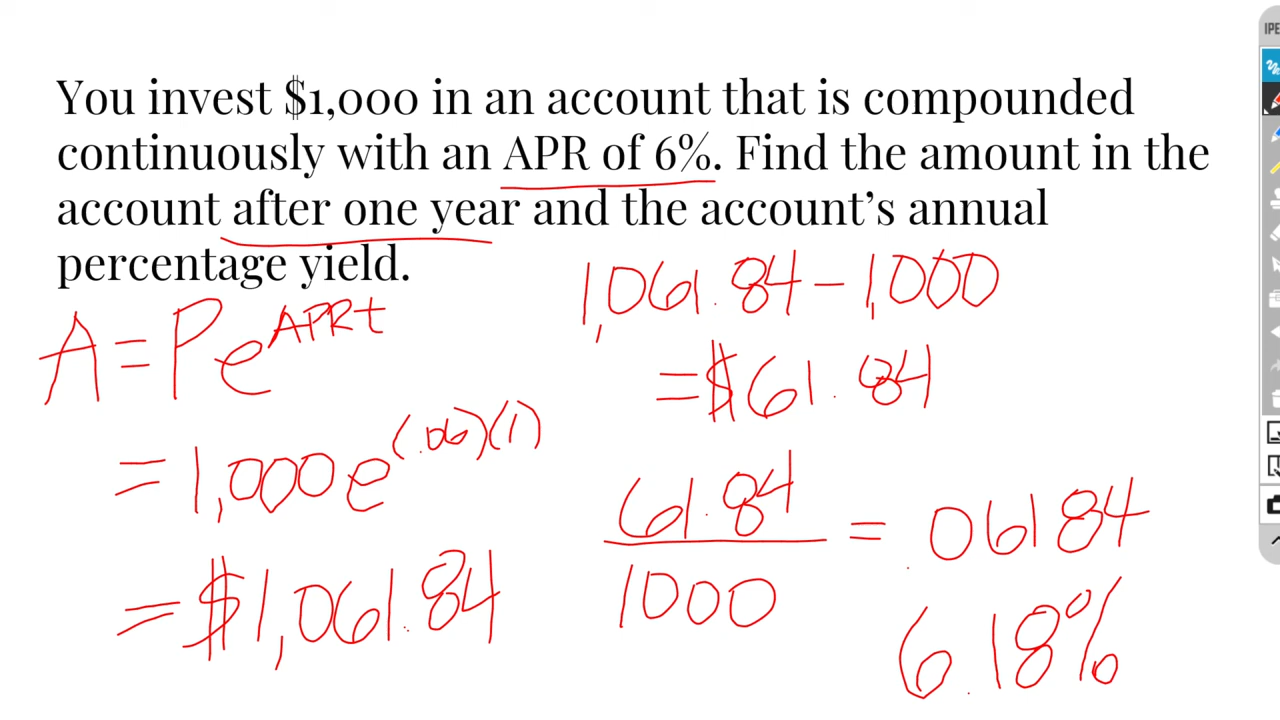 You invest $1,000 in an account that is compounded
continuously with an APR of 6%. Find the amount in the
account after one year and the account's annual
percentage yield.
A = Pe^APRt
= 1,000e^(.06)(1)
= $1,061.84
1,061.84 - 1,000
= $61.84
61.84/1000 = .06184
6.18%
IPE